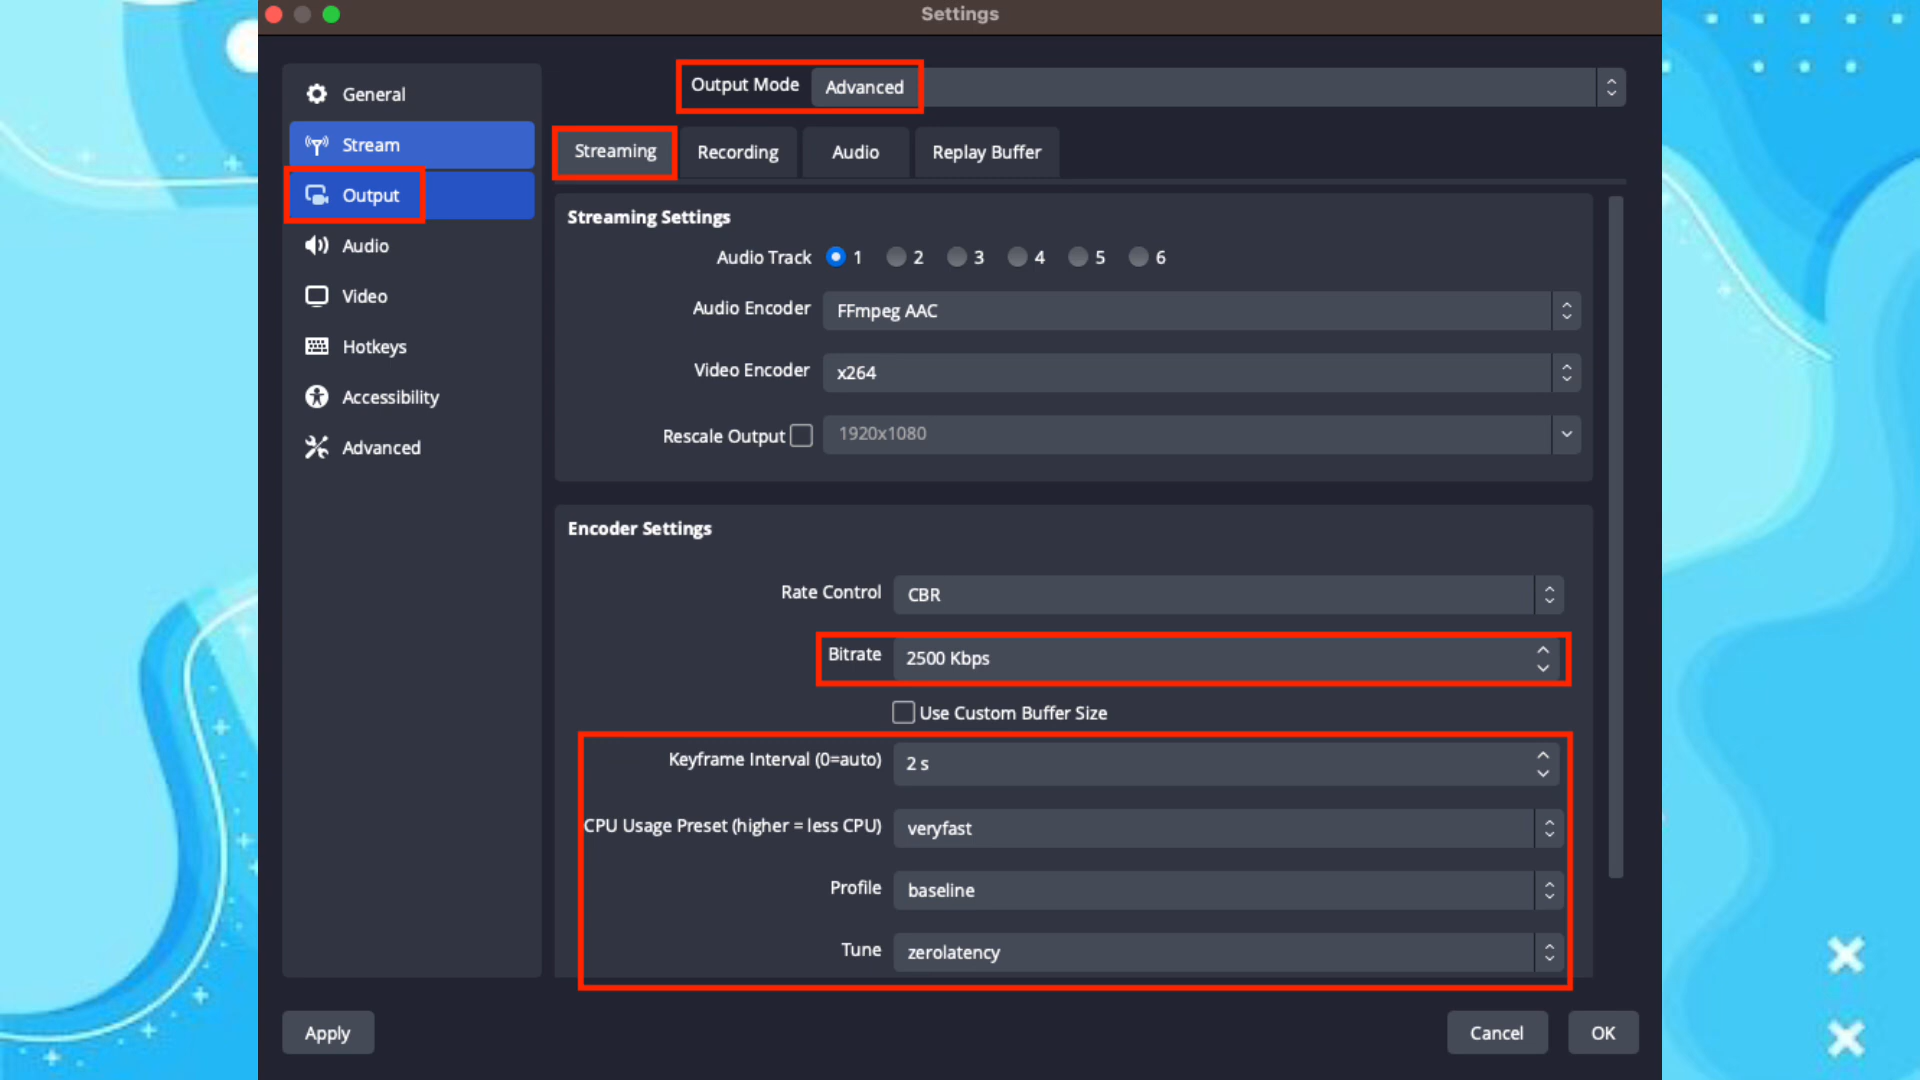 Settings
General
Stream
Output
Audio
Video
Hotkeys
Accessibility
Advanced
Output Mode Advanced
Streaming Recording Audio Replay Buffer
Streaming Settings
Audio Track 1 2 3 4 5 6
Audio Encoder FFmpeg AAC
Video Encoder x264
Rescale Output 1920x1080
Encoder Settings
Rate Control CBR
Bitrate 2500 Kbps
Use Custom Buffer Size
Keyframe Interval (0=auto) 2 s
CPU Usage Preset (higher = less CPU) veryfast
Profile baseline
Tune zerolatency
Apply Cancel OK